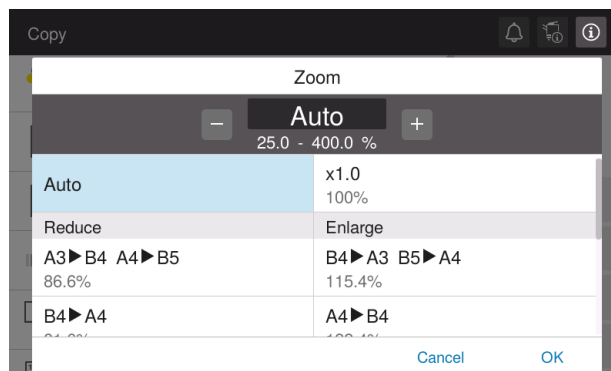 Copy
Zoom
Auto
25.0 - 400.0 %
Auto
x1.0
100%
Reduce
Enlarge
A3▶B4 A4▶B5
86.6%
B4▶A3 B5▶A4
115.4%
B4▶A4
A4▶B4
Cancel
OK